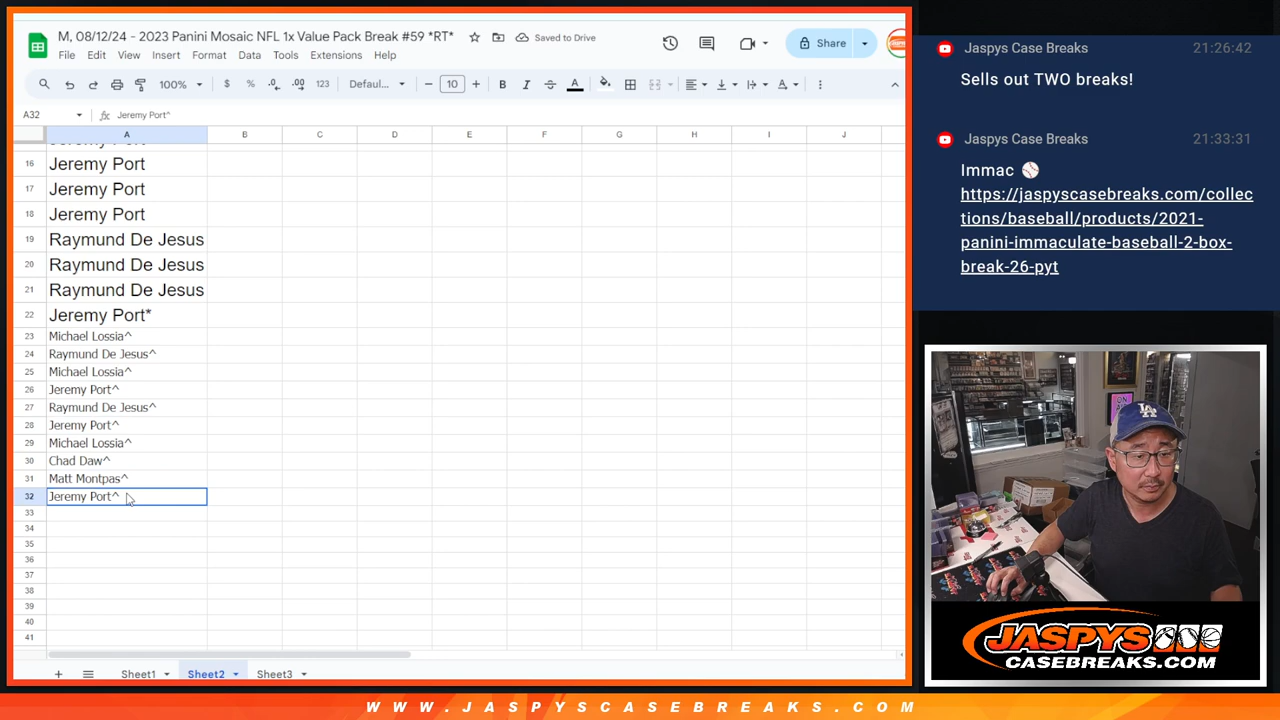 M, 08/12/24 - 2023 Panini Mosaic NFL 1x Value Pack Break #59 *RT*
Saved to Drive
File Edit View Insert Format Data Tools Extensions Help
Share
100%
$ % .0 .00 123
Defaul...
10
B I A
A32
fx Jeremy Port^
A B C D E F G H I J
16 Jeremy Port
17 Jeremy Port
18 Jeremy Port
19 Raymund De Jesus
20 Raymund De Jesus
21 Raymund De Jesus
22 Jeremy Port*
23 Michael Lossia^
24 Raymund De Jesus^
25 Michael Lossia^
26 Jeremy Port^
27 Raymund De Jesus^
28 Jeremy Port^
29 Michael Lossia^
30 Chad Daw^
31 Matt Montpas^
32 Jeremy Port^
33
34
35
36
37
38
39
40
41
Sheet1 Sheet2 Sheet3
Jaspys Case Breaks 21:26:42
Sells out TWO breaks!
Jaspys Case Breaks 21:33:31
Immac ⚾
https://jaspyscasebreaks.com/collec
tions/baseball/products/2021-
panini-immaculate-baseball-2-box-
break-26-pyt
LA
JASPYS
CASEBREAKS.COM
WWW.JASPYSCASEBREAKS.COM